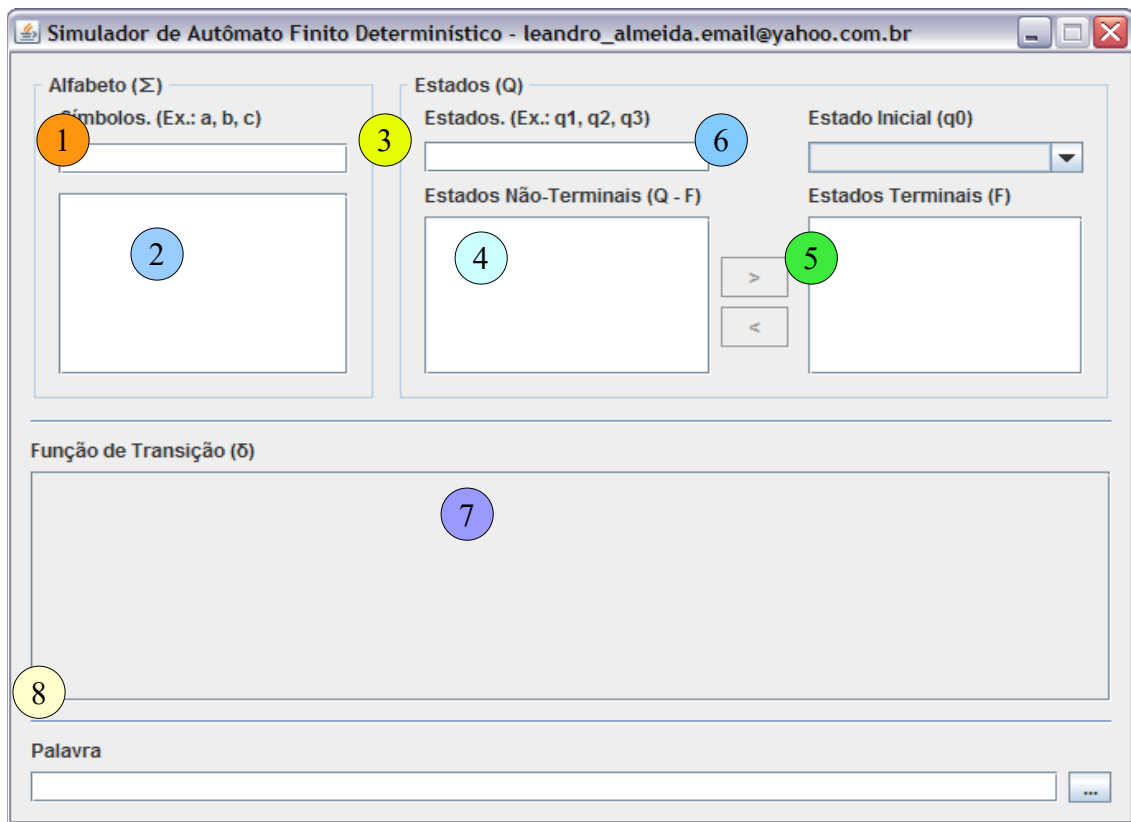 Simulador de Autômato Finito Determinístico - leandro_almeida.email@yahoo.com.br
Alfabeto (Σ)
Símbolos. (Ex.: a, b, c)
1
2
Estados (Q)
3
Estados. (Ex.: q1, q2, q3)
6
Estado Inicial (q0)
Estados Não-Terminais (Q - F)
Estados Terminais (F)
4
5
>
<
Função de Transição (δ)
7
8
Palavra
...